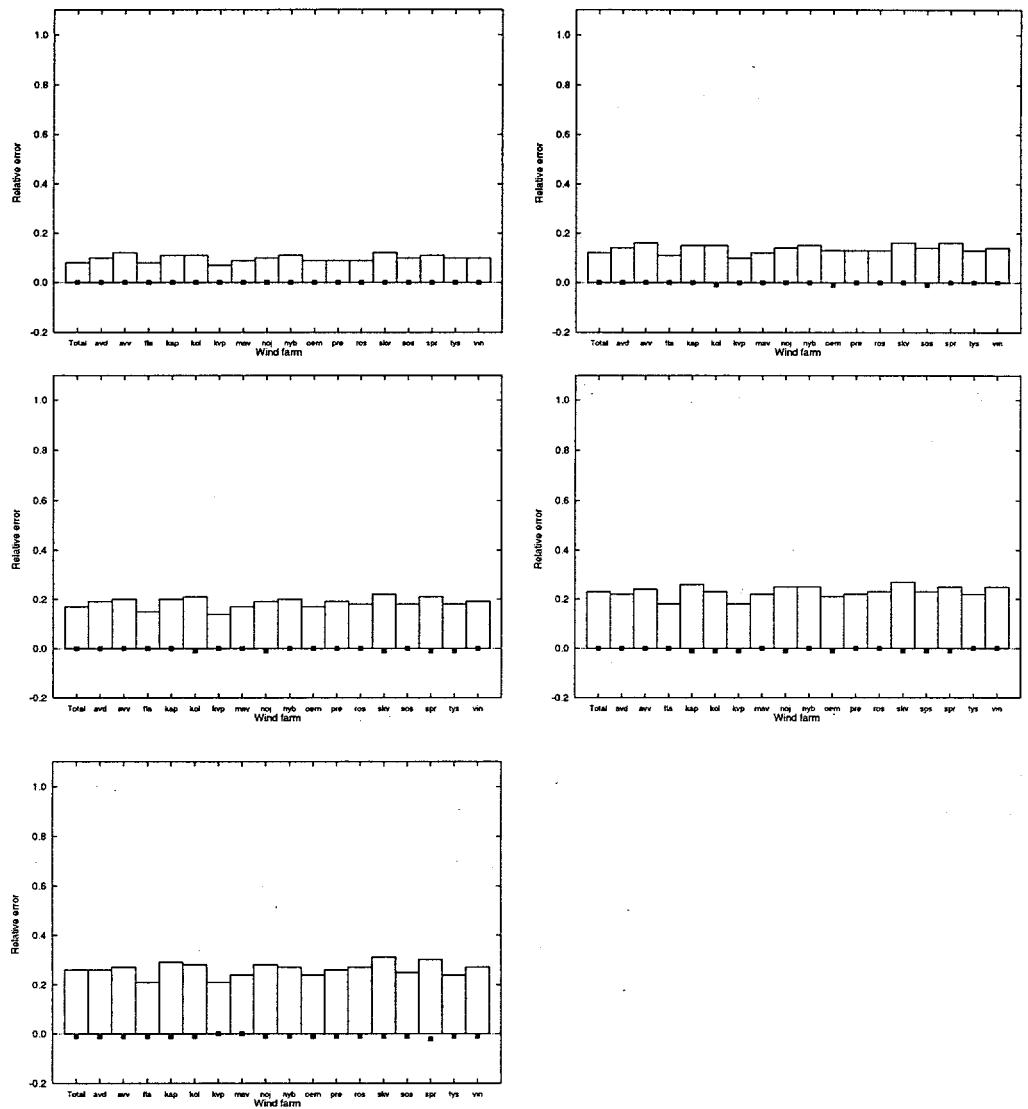 1.0
0.8
0.6
0.4
0.2
0.0
-0.2
Relative error
Total avd avv fla kap kol kvp mav noj nyb oem pre ros skv sos spr tys vin
Wind farm
1.0
0.8
0.6
0.4
0.2
0.0
-0.2
Relative error
Total avd avv fla kap kol kvp mav noj nyb oem pre ros skv sos spr tys vin
Wind farm
1.0
0.8
0.6
0.4
0.2
0.0
-0.2
Relative error
Total avd avv fla kap kol kvp mav noj nyb oem pre ros skv sos spr tys vin
Wind farm
1.0
0.8
0.6
0.4
0.2
0.0
-0.2
Relative error
Total avd avv fla kap kol kvp mav noj nyb oem pre ros skv sos spr tys vin
Wind farm
1.0
0.8
0.6
0.4
0.2
0.0
-0.2
Relative error
Total avd avv fla kap kol kvp mav noj nyb oem pre ros skv sos spr tys vin
Wind farm